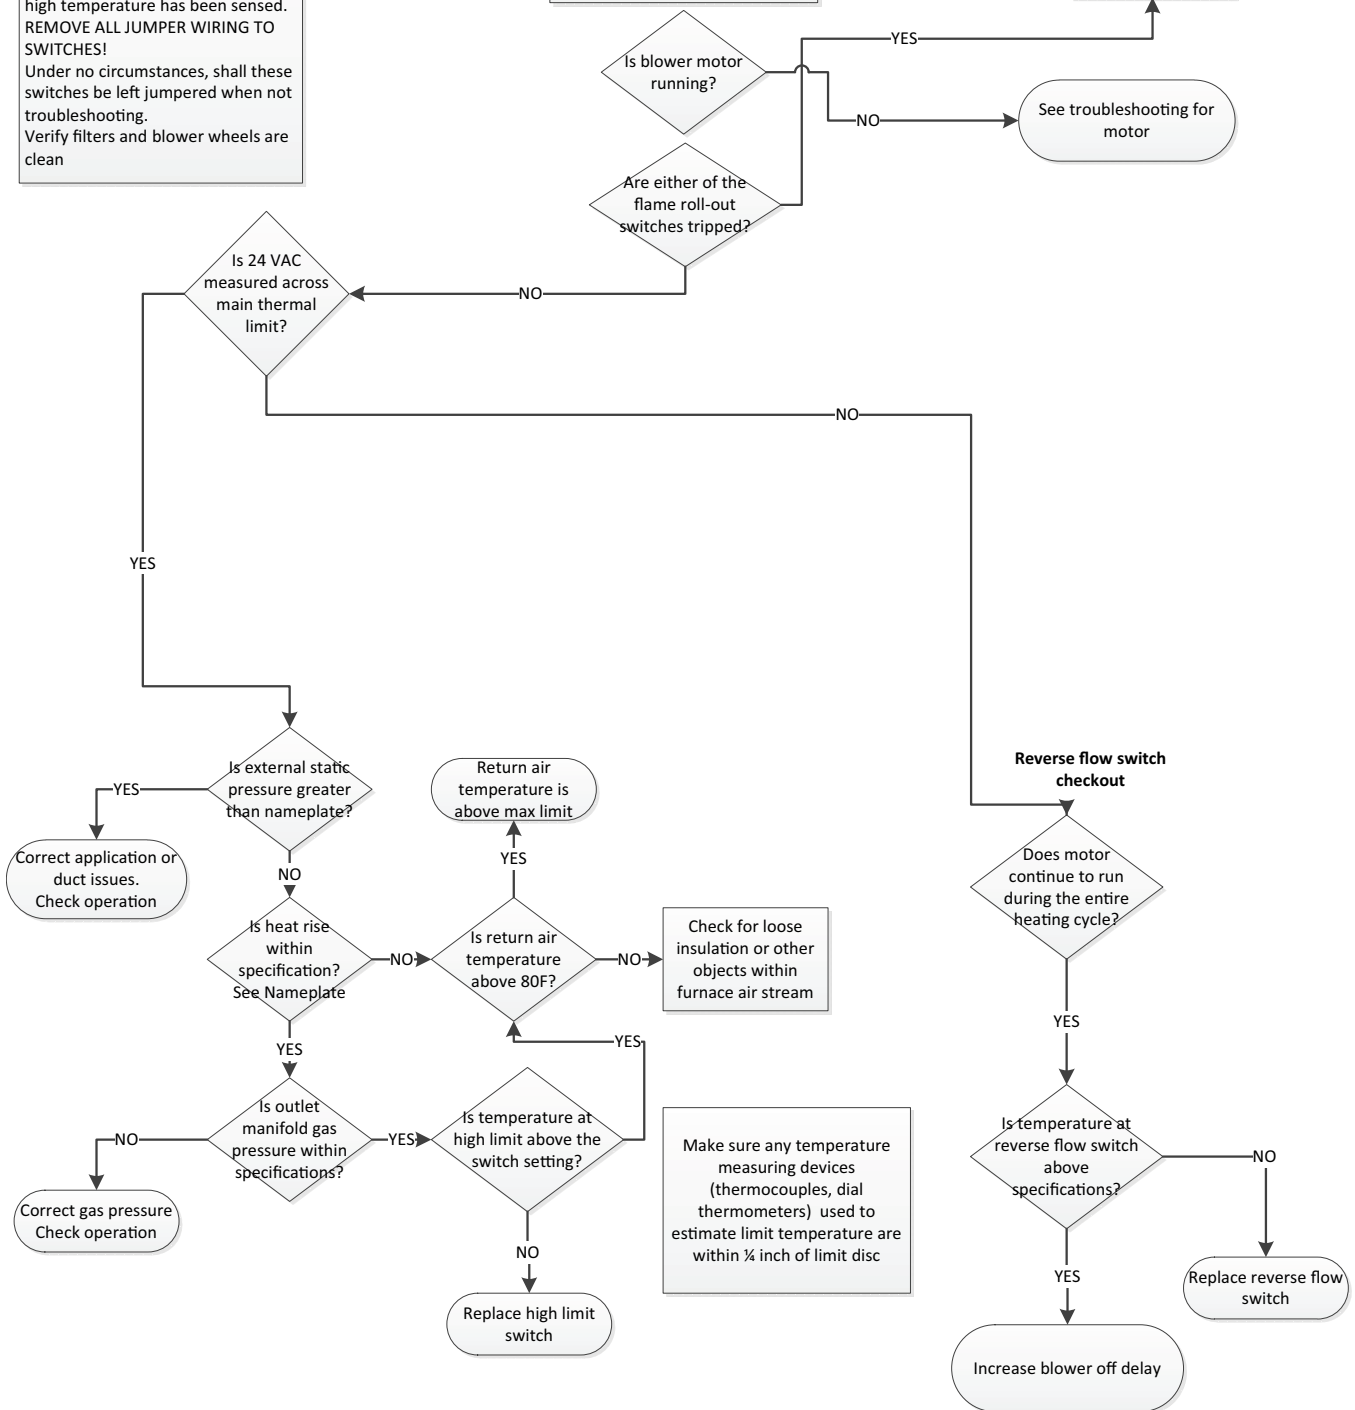 high temperature has been sensed.
REMOVE ALL JUMPER WIRING TO
SWITCHES!
Under no circumstances, shall these
switches be left jumpered when not
troubleshooting.
Verify filters and blower wheels are
clean
Is blower motor
running?
YES
NO
See troubleshooting for
motor
Are either of the
flame roll-out
switches tripped?
NO
Is 24 VAC
measured across
main thermal
limit?
NO
YES
Is external static
pressure greater
than nameplate?
YES
Correct application or
duct issues.
Check operation
NO
Is heat rise
within
specification?
See Nameplate
NO
Return air
temperature is
above max limit
YES
Is return air
temperature
above 80F?
NO
Check for loose
insulation or other
objects within
furnace air stream
YES
YES
Is outlet
manifold gas
pressure within
specifications?
NO
Correct gas pressure
Check operation
YES
Is temperature at
high limit above the
switch setting?
NO
Replace high limit
switch
Make sure any temperature
measuring devices
(thermocouples, dial
thermometers) used to
estimate limit temperature are
within ¼ inch of limit disc
Reverse flow switch
checkout
Does motor
continue to run
during the entire
heating cycle?
YES
Is temperature at
reverse flow switch
above
specifications?
NO
Replace reverse flow
switch
YES
Increase blower off delay